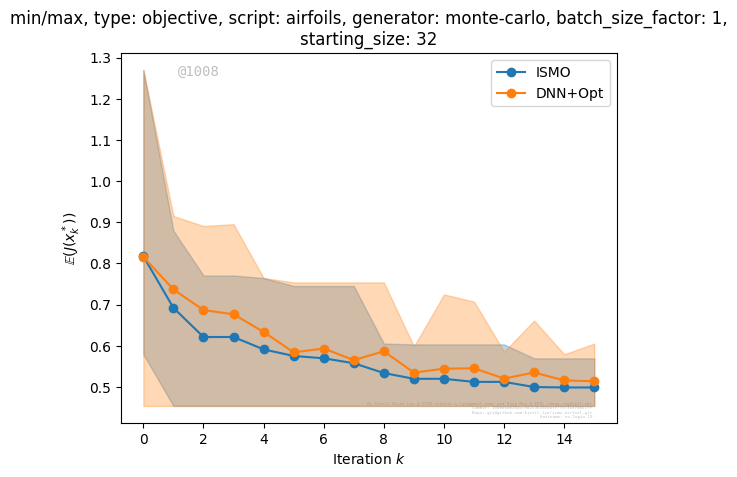 min/max, type: objective, script: airfoils, generator: monte-carlo, batch_size_factor: 1,
starting_size: 32
@1008
ISMO
DNN+Opt
1.3
1.2
1.1
1.0
0.9
0.8
0.7
0.6
0.5
𝔼(J(x*ₖ))
0 2 4 6 8 10 12 14
Iteration k